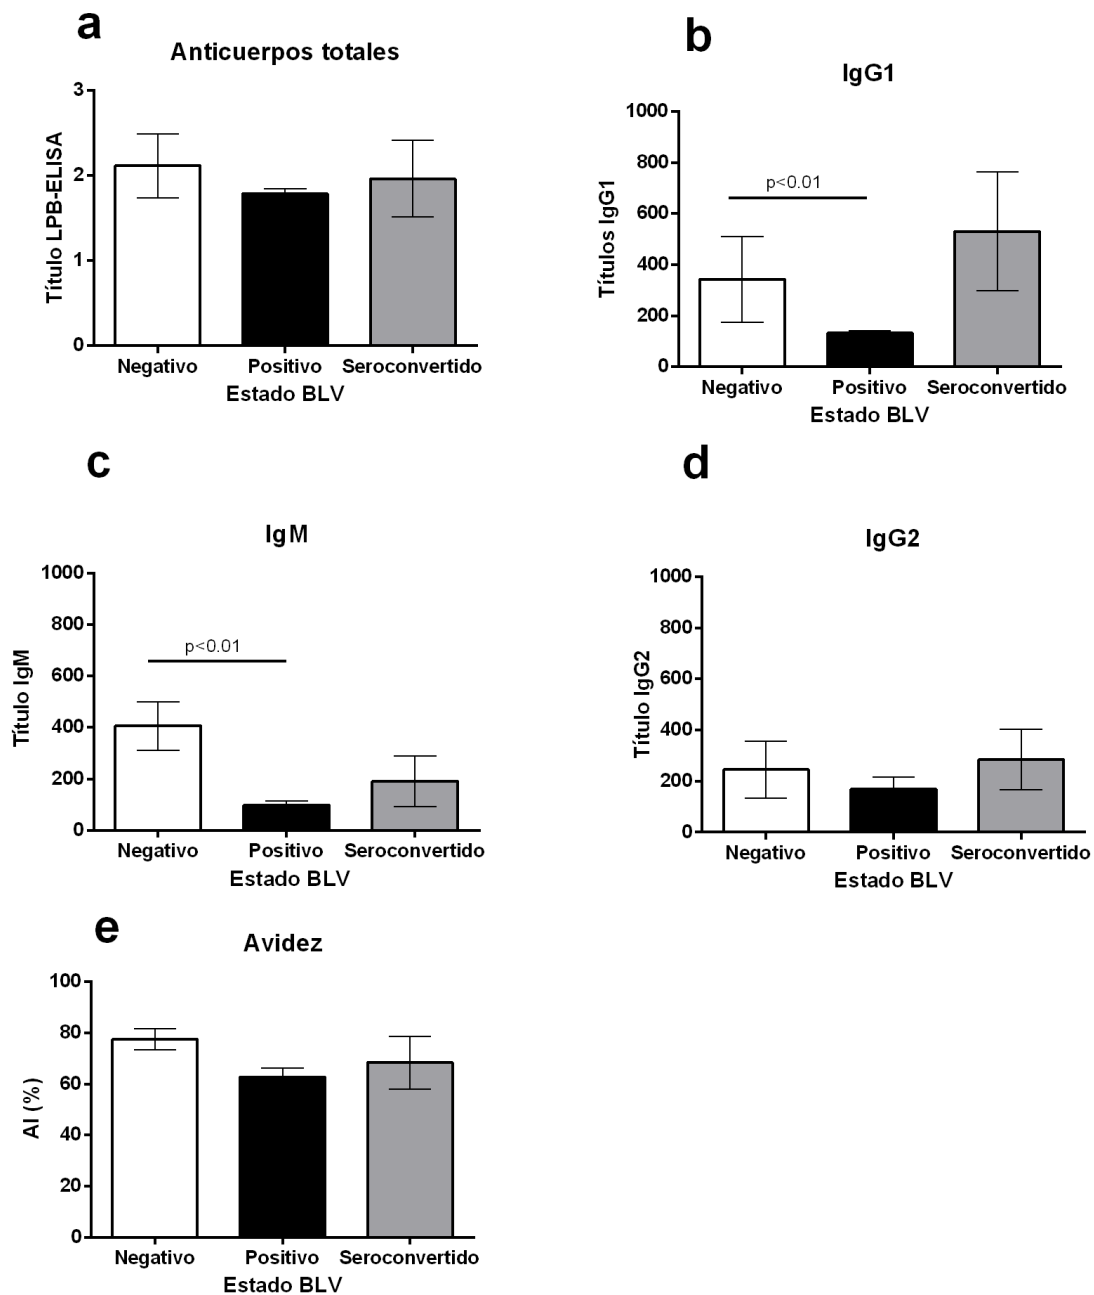 a
Anticuerpos totales
Título LPB-ELISA
3
2
1
0
Negativo Positivo Seroconvertido
Estado BLV
b
IgG1
Títulos IgG1
1000
800
600
400
200
0
p<0.01
Negativo Positivo Seroconvertido
Estado BLV
c
IgM
Título IgM
1000
800
600
400
200
0
p<0.01
Negativo Positivo Seroconvertido
Estado BLV
d
IgG2
Título IgG2
1000
800
600
400
200
0
Negativo Positivo Seroconvertido
Estado BLV
e
Avidez
AI (%)
100
80
60
40
20
0
Negativo Positivo Seroconvertido
Estado BLV